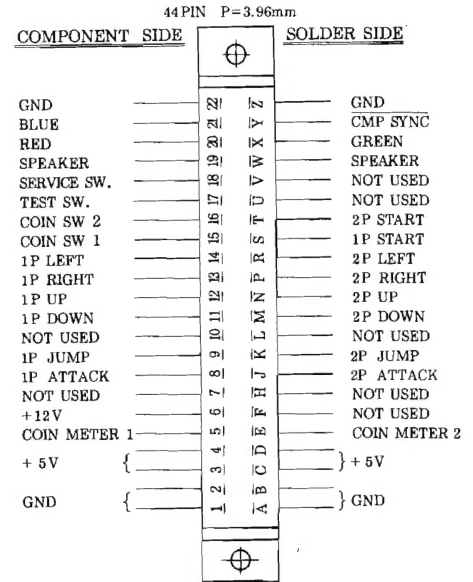 44PIN P=3.96mm
COMPONENT SIDE SOLDER SIDE
GND 22 Z GND
BLUE 21 Y CMP SYNC
RED 20 X GREEN
SPEAKER 19 W SPEAKER
SERVICE SW. 18 V NOT USED
TEST SW. 17 U NOT USED
COIN SW 2 16 T 2P START
COIN SW 1 15 S 1P START
1P LEFT 14 R 2P LEFT
1P RIGHT 13 P 2P RIGHT
1P UP 12 N 2P UP
1P DOWN 11 M 2P DOWN
NOT USED 10 L NOT USED
1P JUMP 9 K 2P JUMP
1P ATTACK 8 J 2P ATTACK
NOT USED 7 H NOT USED
+12V 6 F NOT USED
COIN METER 1 5 E COIN METER 2
4 D
+ 5V { } + 5V
3 C
2 B
GND { } GND
1 A